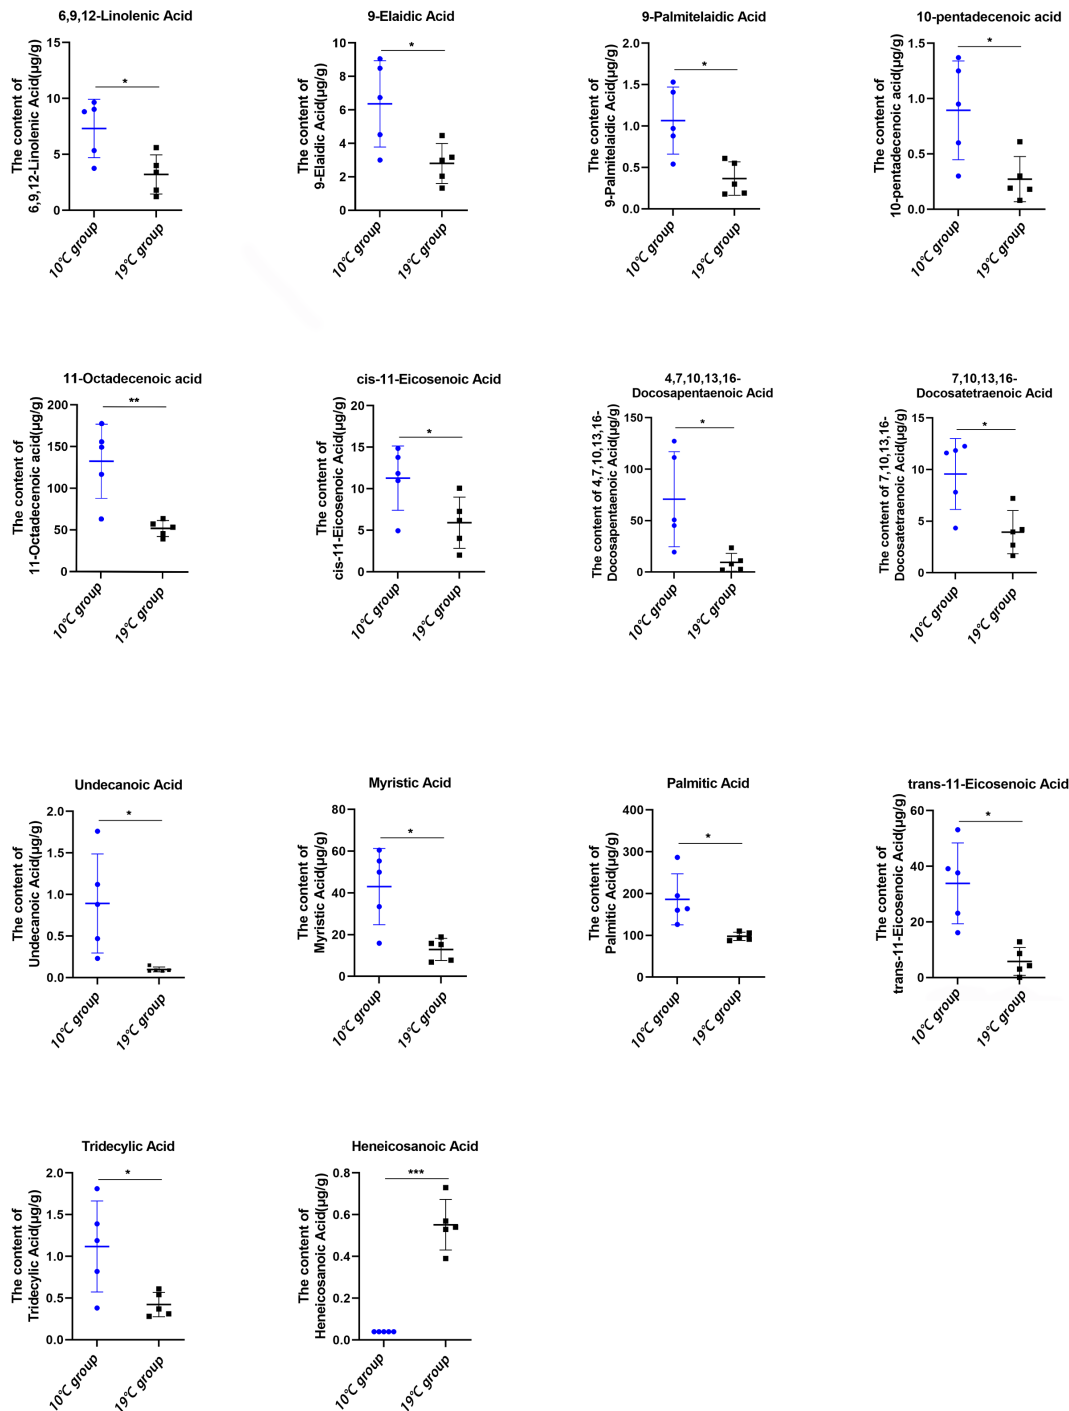 6,9,12-Linolenic Acid
The content of
6,9,12-Linolenic Acid(μg/g)
15
10
5
0
*
10℃ group
19℃ group
9-Elaidic Acid
The content of
9-Elaidic Acid(μg/g)
10
8
6
4
2
0
*
10℃ group
19℃ group
9-Palmitelaidic Acid
The content of
9-Palmitelaidic Acid(μg/g)
2.0
1.5
1.0
0.5
0.0
*
10℃ group
19℃ group
10-pentadecenoic acid
The content of
10-pentadecenoic acid(μg/g)
1.5
1.0
0.5
0.0
*
10℃ group
19℃ group
11-Octadecenoic acid
The content of
11-Octadecenoic acid(μg/g)
200
150
100
50
0
**
10℃ group
19℃ group
cis-11-Eicosenoic Acid
The content of
cis-11-Eicosenoic Acid(μg/g)
20
15
10
5
0
*
10℃ group
19℃ group
4,7,10,13,16-
Docosapentaenoic Acid
The content of 4,7,10,13,16-
Docosapentaenoic Acid(μg/g)
150
100
50
0
*
10℃ group
19℃ group
7,10,13,16-
Docosatetraenoic Acid
The content of 7,10,13,16-
Docosatetraenoic Acid(μg/g)
15
10
5
0
*
10℃ group
19℃ group
Undecanoic Acid
The content of
Undecanoic Acid(μg/g)
2.0
1.5
1.0
0.5
0.0
*
10℃ group
19℃ group
Myristic Acid
The content of
Myristic Acid(μg/g)
80
60
40
20
0
*
10℃ group
19℃ group
Palmitic Acid
The content of
Palmitic Acid(μg/g)
400
300
200
100
0
*
10℃ group
19℃ group
trans-11-Eicosenoic Acid
The content of
trans-11-Eicosenoic Acid(μg/g)
60
40
20
0
*
10℃ group
19℃ group
Tridecylic Acid
The content of
Tridecylic Acid(μg/g)
2.0
1.5
1.0
0.5
0.0
*
10℃ group
19℃ group
Heneicosanoic Acid
The content of
Heneicosanoic Acid(μg/g)
0.8
0.6
0.4
0.2
0.0
***
10℃ group
19℃ group